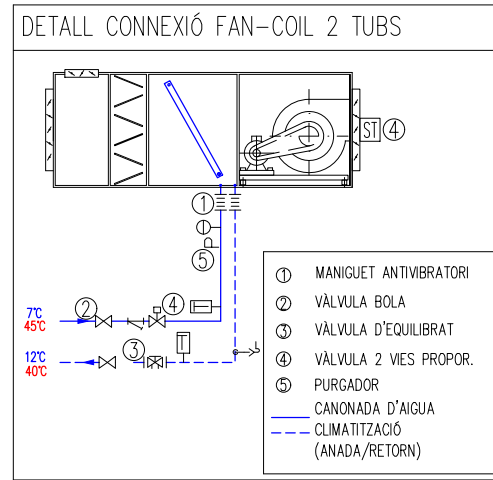 DETALL CONNEXIÓ FAN-COIL 2 TUBS
ST 4
1
5
2
4
7°C
45°C
3
T
12°C
40°C
1 MANIGUET ANTIVIBRATORI
2 VÀLVULA BOLA
3 VÀLVULA D'EQUILIBRAT
4 VÀLVULA 2 VIES PROPOR.
5 PURGADOR
CANONADA D'AIGUA
CLIMATITZACIÓ
(ANADA/RETORN)